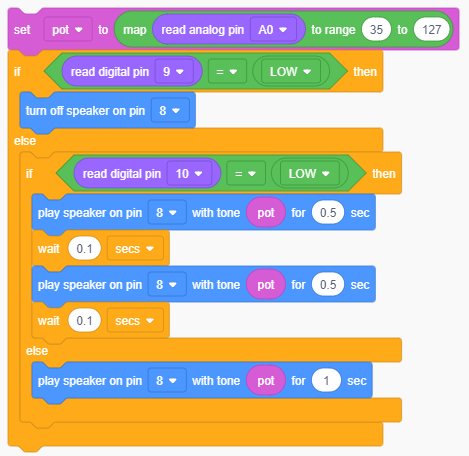 set pot to map read analog pin A0 to range 35 to 127
if read digital pin 9 = LOW then
turn off speaker on pin 8
else
if read digital pin 10 = LOW then
play speaker on pin 8 with tone pot for 0.5 sec
wait 0.1 secs
play speaker on pin 8 with tone pot for 0.5 sec
wait 0.1 secs
else
play speaker on pin 8 with tone pot for 1 sec